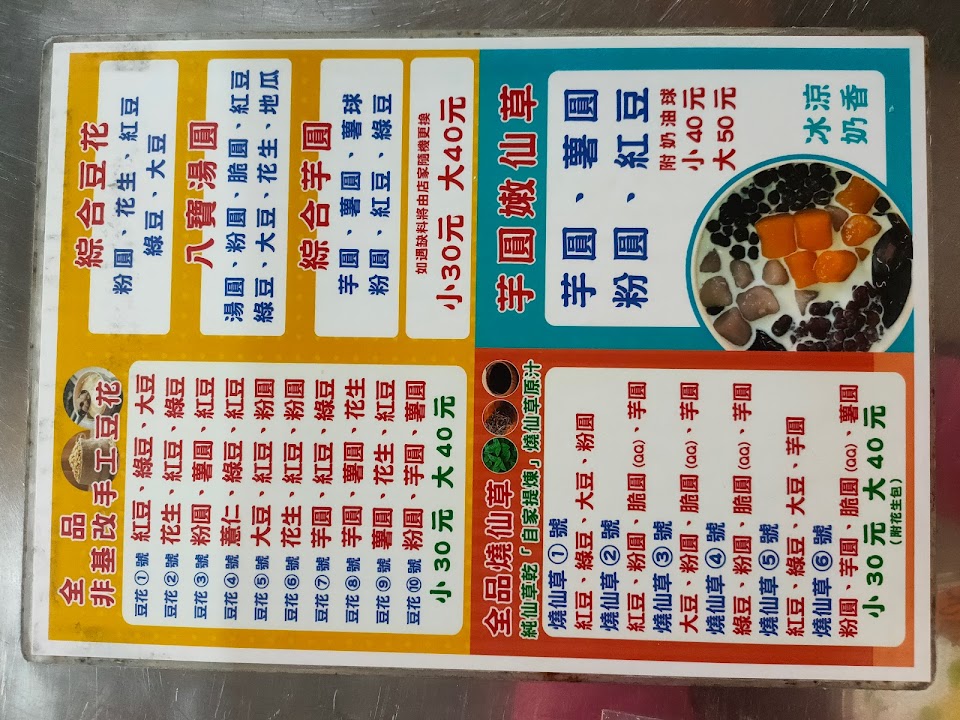 全品
非基改手工豆花
豆花①號 紅豆、綠豆、大豆
豆花②號 花生、紅豆、綠豆
豆花③號 粉圓、薯圓、紅豆
豆花④號 薏仁、綠豆、紅豆
豆花⑤號 大豆、紅豆、粉圓
豆花⑥號 花生、紅豆、粉圓
豆花⑦號 芋圓、紅豆、綠豆
豆花⑧號 芋圓、薯圓、花生
豆花⑨號 薯圓、花生、紅豆
豆花⑩號 粉圓、芋圓、薯圓
小30元 大40元
綜合豆花
粉圓、花生、紅豆
綠豆、大豆
八寶湯圓
湯圓、粉圓、脆圓、紅豆
綠豆、大豆、花生、地瓜
綜合芋圓
芋圓、薯圓、薯球
粉圓、紅豆、綠豆
如遇缺料將由店家隨機更換
小30元 大40元
全品燒仙草
純仙草乾「自家提煉」燒仙草原汁
燒仙草①號
紅豆、綠豆、大豆、粉圓
燒仙草②號
紅豆、粉圓、脆圓(QQ)、芋圓
燒仙草③號
大豆、粉圓、脆圓(QQ)、芋圓
燒仙草④號
綠豆、粉圓、脆圓(QQ)、芋圓
燒仙草⑤號
紅豆、綠豆、大豆、芋圓
燒仙草⑥號
粉圓、芋圓、脆圓(QQ)、薯圓
小30元 大40元
(附花生包)
芋圓嫩仙草
芋圓、薯圓
粉圓、紅豆
附奶油球
小40元
大50元
冰涼
奶香